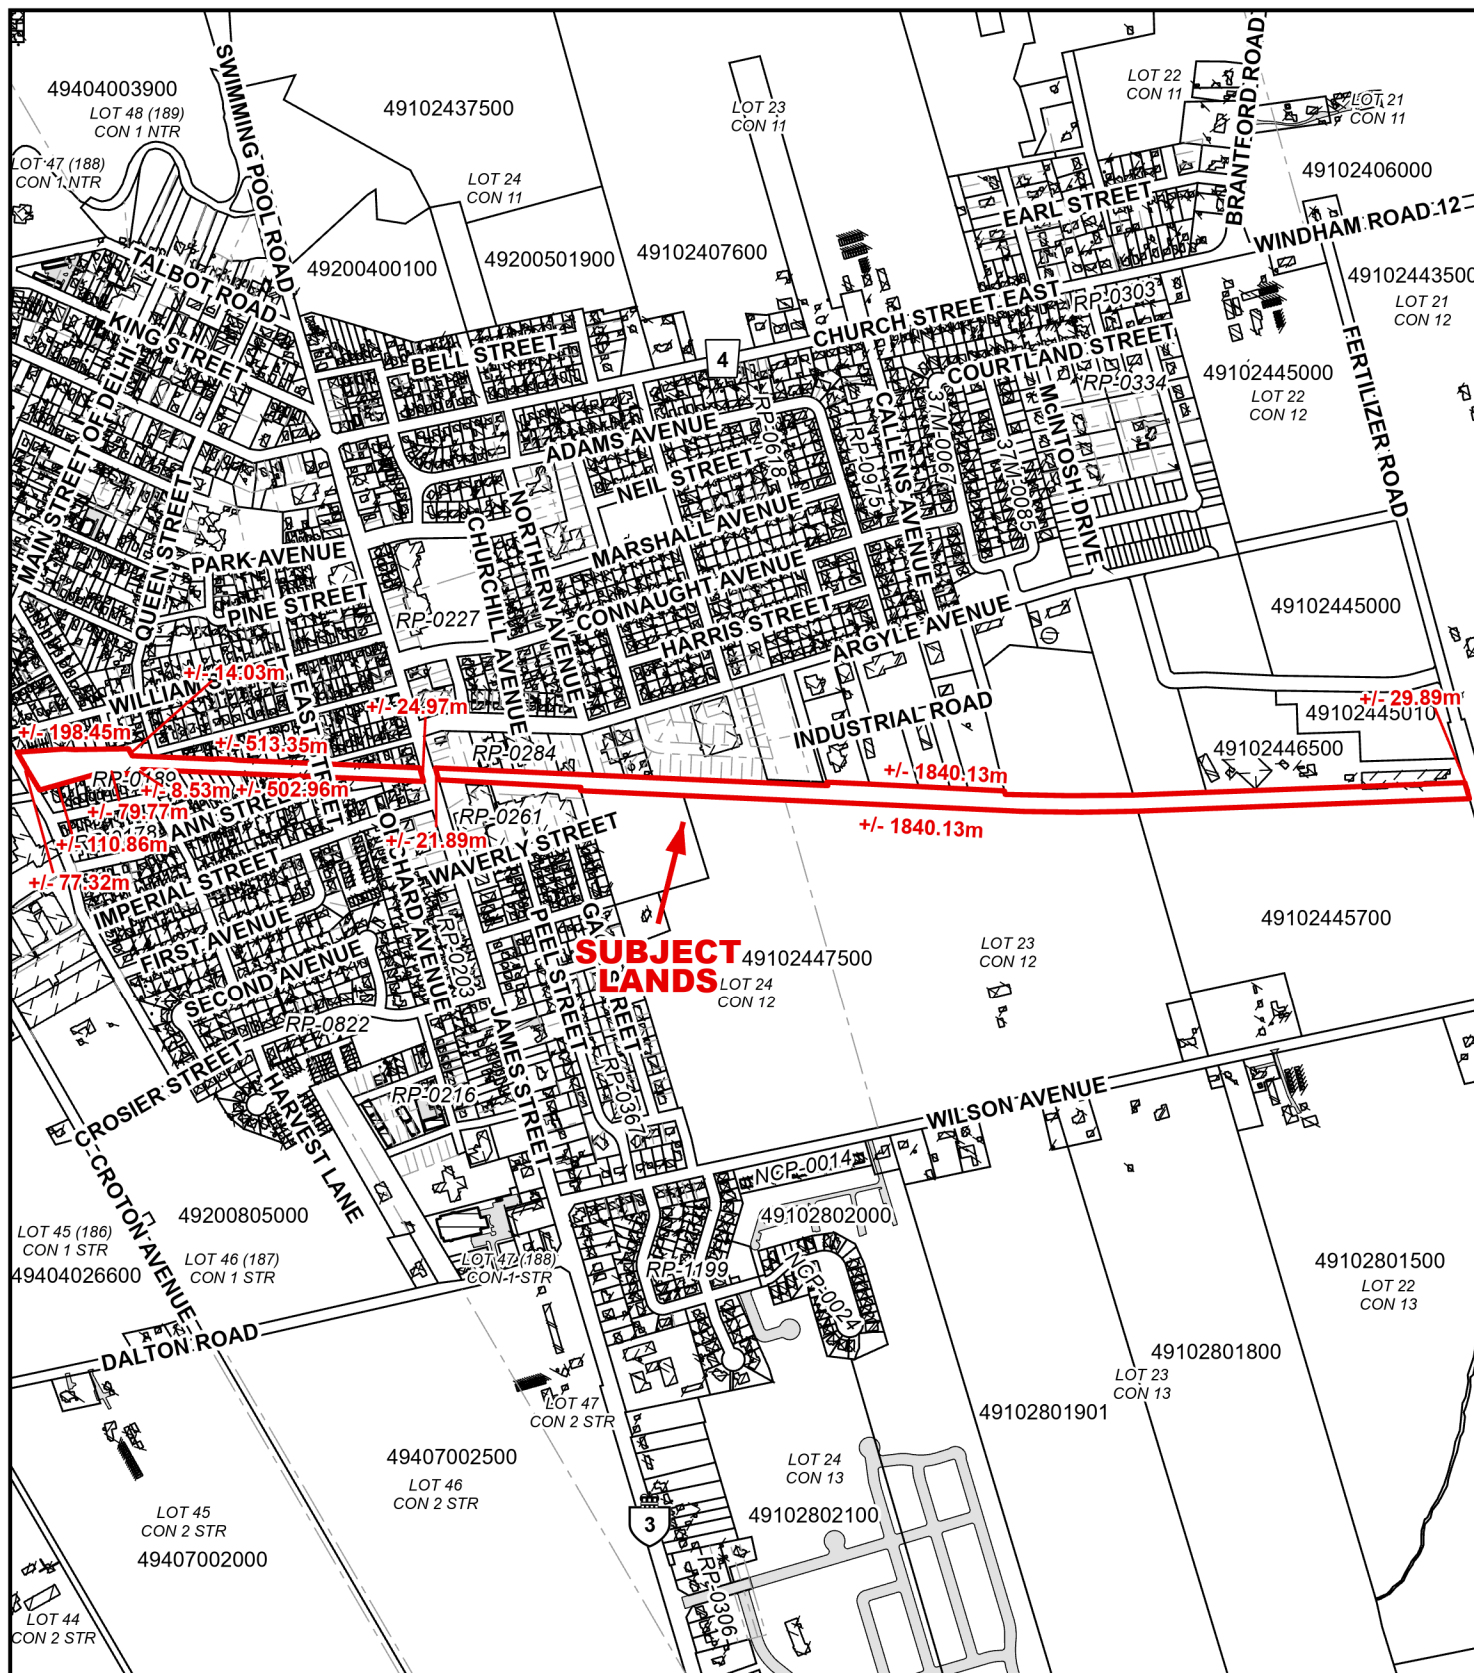 49404003900
LOT 48 (189)
CON 1 NTR
LOT 47 (188)
CON 1 NTR
SWIMMING POOL ROAD
49102437500
LOT 24
CON 11
LOT 23
CON 11
LOT 22
CON 11
BRANTFORD ROAD
LOT 21
CON 11
49102406000
EARL STREET
WINDHAM ROAD 12
49200400100
49200501900
49102407600
49102443500
LOT 21
CON 12
TALBOT ROAD
KING STREET
BELL STREET
4
CHURCH STREET EAST
RP-0303
COURTLAND STREET
RP-0334
49102445000
LOT 22
CON 12
FERTILIZER ROAD
MAIN STREET OF DELHI
QUEEN STREET
ADAMS AVENUE
NEIL STREET
RP-0618
RP-0975
CALLENS AVENUE
37M-0067
37M-0085
MCINTOSH DRIVE
PARK AVENUE
PINE STREET
RP-0227
CHURCHILL AVENUE
NORTHERN AVENUE
MARSHALL AVENUE
CONNAUGHT AVENUE
HARRIS STREET
ARGYLE AVENUE
49102445000
INDUSTRIAL ROAD
49102445010
49102446500
+/- 29.89m
WILLIAM S
EAST STREET
+/- 14.03m
+/- 24.97m
+/- 198.45m
+/- 513.35m
RP-0284
+/- 1840.13m
RP-0189
+/- 8.53m
+/- 502.96m
+/- 79.77m
ANN STREET
+/- 110.86m
+/- 77.32m
+/- 21.89m
RP-0261
+/- 1840.13m
WAVERLY STREET
IMPERIAL STREET
FIRST AVENUE
SECOND AVENUE
ORCHARD AVENUE
RP-0203
PEEL STREET
SUBJECT
LANDS
49102447500
LOT 24
CON 12
LOT 23
CON 12
49102445700
RP-0822
CROSIER STREET
HARVEST LANE
RP-0216
JAMES STREET
RP-0367
WILSON AVENUE
CROTON AVENUE
NCP-0014
49102802000
49200805000
LOT 45 (186)
CON 1 STR
49404026600
LOT 46 (187)
CON 1 STR
LOT 47 (188)
CON 1 STR
RP-1199
NCP-0024
49102801500
LOT 22
CON 13
DALTON ROAD
49102801800
LOT 23
CON 13
49102801901
LOT 47
CON 2 STR
49407002500
LOT 46
CON 2 STR
LOT 24
CON 13
49102802100
LOT 45
CON 2 STR
49407002000
3
RP-0306
LOT 44
CON 2 STR